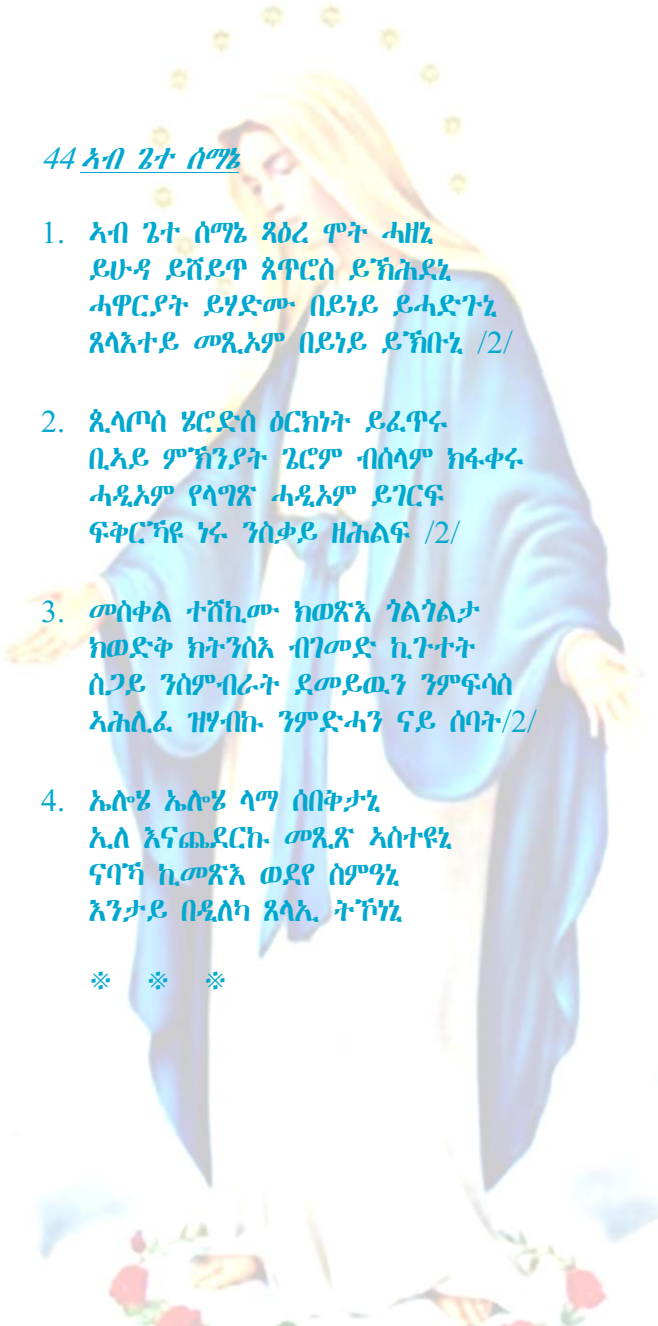 44 ኣብ ጌተ ሰማኔ
1. ኣብ ጌተ ሰማኔ ጻዕረ ሞት ሓዘኒ
ይሁዳ ይሸይጥ ጴጥሮስ ይኽሕደኒ
ሓዋርያት ይሃድሙ በይነይ ይሓድጉኒ
ጸላእተይ መጺኦም በይነይ ይኽቡኒ /2/
2. ጲላጦስ ሄሮድስ ዕርክነት ይፈጥሩ
ቢኣይ ምኽንያት ጌሮም ብሰላም ክፋቀሩ
ሓዲኦም የላግጽ ሓዲኦም ይገርፍ
ፍቅርኻዩ ነሩ ንስቃይ ዘሕልፍ /2/
3. መስቀል ተሸኪሙ ክወጽእ ጎልጎልታ
ክወድቅ ክትንስእ ብገመድ ኪጉተት
ስጋይ ንስምብራት ደመይዉን ንምፍሳስ
ኣሕሊፈ ዝሃብኩ ንምድሓን ናይ ሰባት/2/
4. ኤሎሄ ኤሎሄ ላማ ሰበቅታኒ
ኢለ እናጨደርኩ መጺጽ ኣስተዩኒ
ናባኻ ኪመጽእ ወደየ ስምዓኒ
እንታይ በዲለካ ጸላኢ ትኾነኒ
※ ※ ※